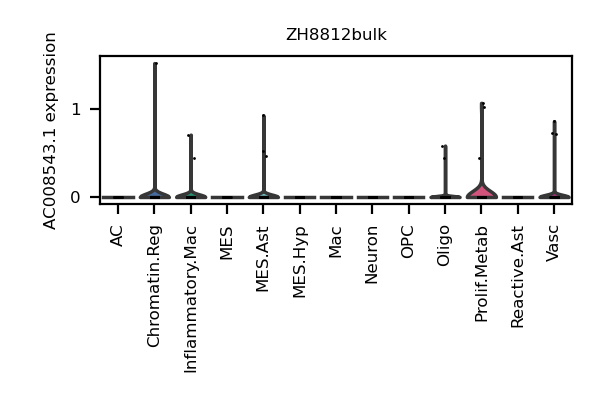 ZH8812bulk
AC008543.1 expression
1
0
AC
Chromatin.Reg
Inflammatory.Mac
MES
MES.Ast
MES.Hyp
Mac
Neuron
OPC
Oligo
Prolif.Metab
Reactive.Ast
Vasc